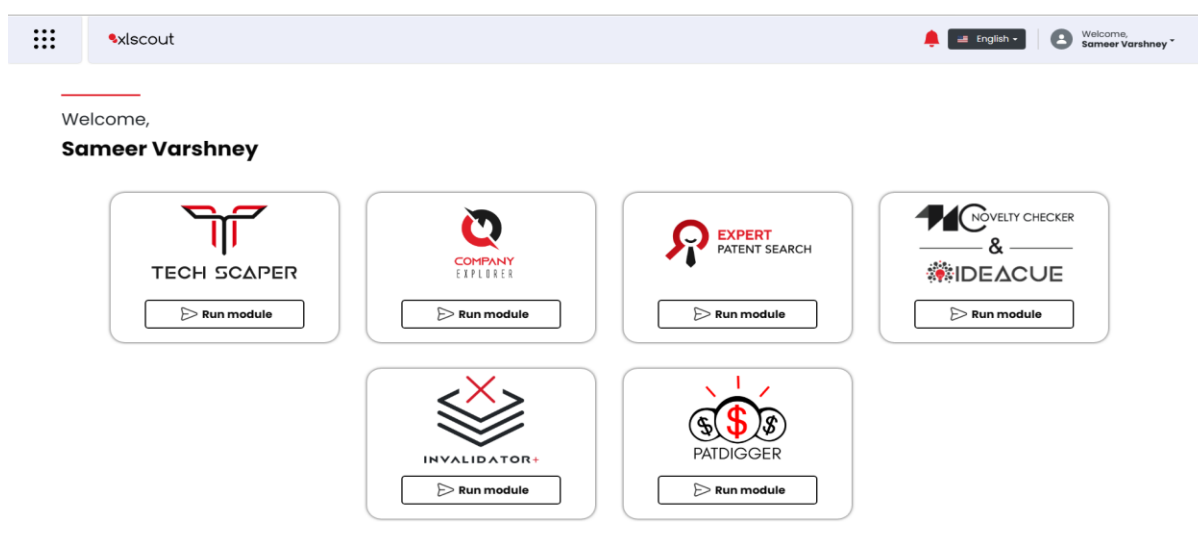 xlscout
English
Welcome,
Sameer Varshney
Welcome,
Sameer Varshney
TECH SCAPER
Run module
COMPANY
EXPLORER
Run module
EXPERT
PATENT SEARCH
Run module
NC NOVELTY CHECKER
&
IDEACUE
Run module
INVALIDATOR+
Run module
$ $ $
PATDIGGER
Run module